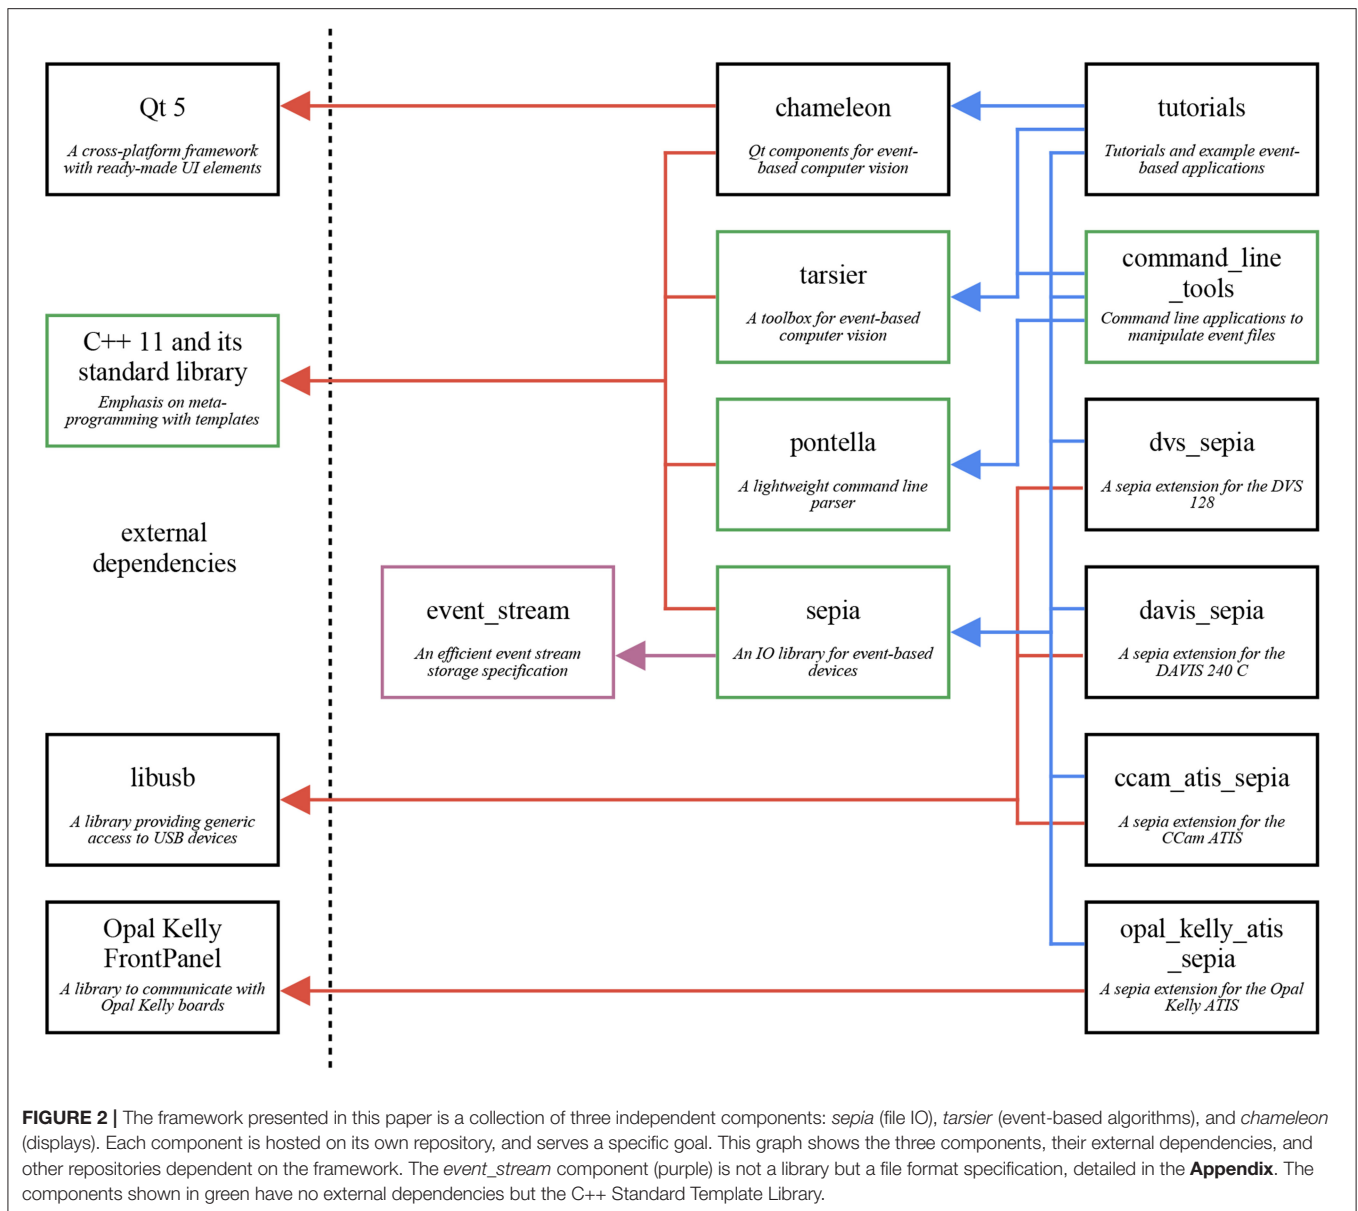 Qt 5
A cross-platform framework
with ready-made UI elements
chameleon
Qt components for event-
based computer vision
tutorials
Tutorials and example event-
based applications
tarsier
A toolbox for event-based
computer vision
command_line
_tools
Command line applications to
manipulate event files
C++ 11 and its
standard library
Emphasis on meta-
programming with templates
pontella
A lightweight command line
parser
dvs_sepia
A sepia extension for the DVS
128
external
dependencies
event_stream
An efficient event stream
storage specification
sepia
An IO library for event-based
devices
davis_sepia
A sepia extension for the
DAVIS 240 C
libusb
A library providing generic
access to USB devices
ccam_atis_sepia
A sepia extension for the
CCam ATIS
Opal Kelly
FrontPanel
A library to communicate with
Opal Kelly boards
opal_kelly_atis
_sepia
A sepia extension for the Opal
Kelly ATIS
FIGURE 2 | The framework presented in this paper is a collection of three independent components: sepia (file IO), tarsier (event-based algorithms), and chameleon
(displays). Each component is hosted on its own repository, and serves a specific goal. This graph shows the three components, their external dependencies, and
other repositories dependent on the framework. The event_stream component (purple) is not a library but a file format specification, detailed in the Appendix. The
components shown in green have no external dependencies but the C++ Standard Template Library.